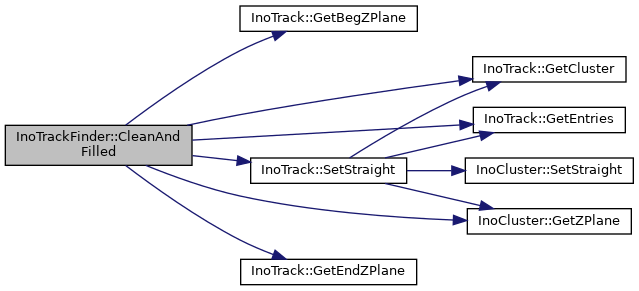 InoTrack::GetBegZPlane
InoTrack::GetCluster
InoTrackFinder::CleanAnd
Filled
InoTrack::GetEntries
InoTrack::SetStraight
InoCluster::SetStraight
InoCluster::GetZPlane
InoTrack::GetEndZPlane